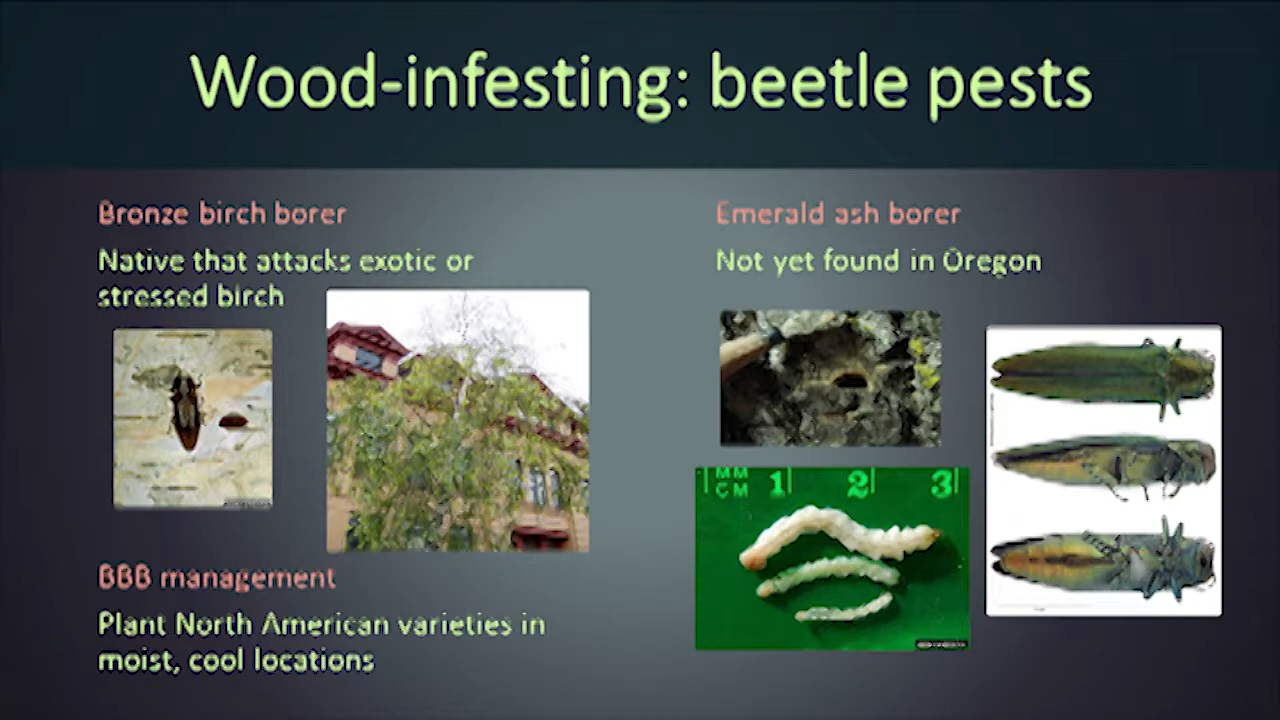 Wood-infesting: beetle pests
Bronze birch borer
Native that attacks exotic or
stressed birch
BBB management
Plant North American varieties in
moist, cool locations
Emerald ash borer
Not yet found in Oregon
MM
CM 1 2 3